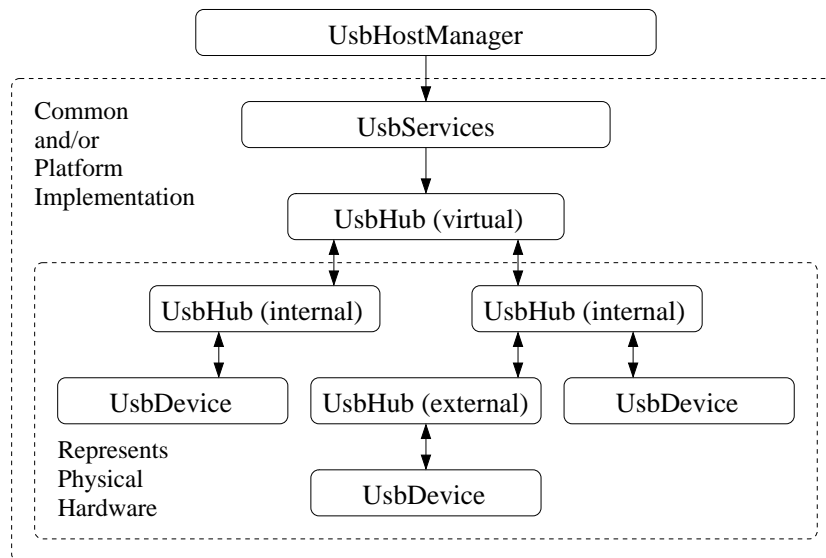 UsbHostManager
Common
and/or
Platform
Implementation
UsbServices
UsbHub (virtual)
UsbHub (internal)
UsbHub (internal)
UsbDevice
UsbHub (external)
UsbDevice
Represents
Physical
Hardware
UsbDevice